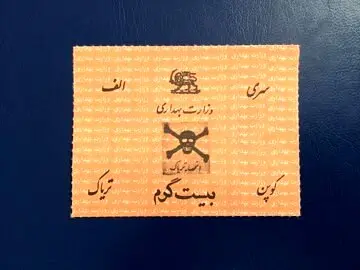 سری الف
وزارت بهداری
انحصار تریاک
کوپن تریاک
بیست گرم